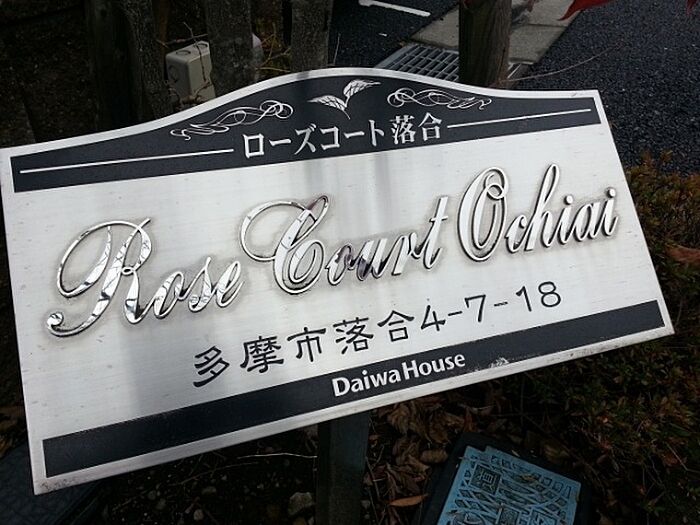 ローズコート落合
Rose Court Ochiai
多摩市落合4-7-18
Daiwa House